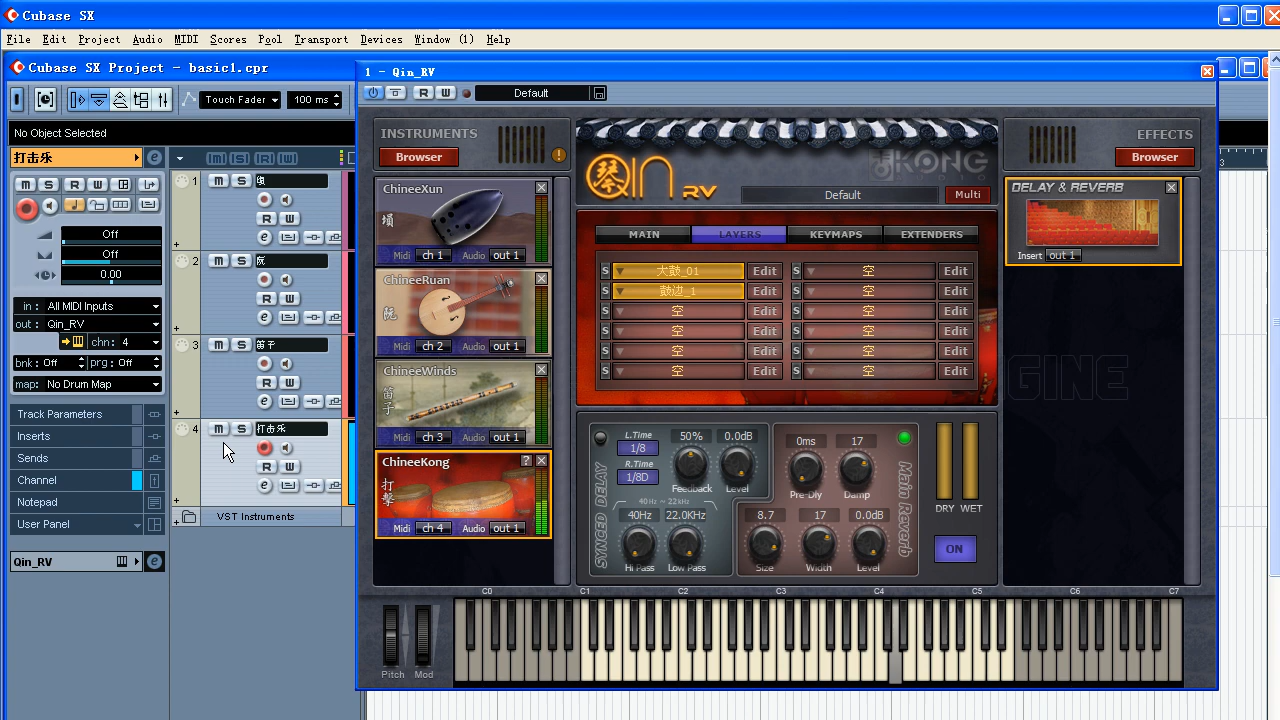 Cubase SX
File Edit Project Audio MIDI Scores Pool Transport Devices Window (1) Help
Cubase SX Project - basic1.cpr
1 - Qin_RV
Touch Fader 100 ms
R W Default
No Object Selected
INSTRUMENTS
Browser
QIN RV
KONG
AUDIO
EFFECTS
Browser
Default Multi
打击乐
M S R W
Off
Off
0.00
in : All MIDI Inputs
out : Qin_RV
chn: 4
bnk: Off prg: Off
map: No Drum Map
Track Parameters
Inserts
Sends
Channel
Notepad
User Panel
Qin_RV
1 m S
R W
2 m S
R W
3 m S 笛子
R W
4 m S 打击乐
R W
VST Instruments
ChineeXun
埙
Midi ch 1 Audio out 1
ChineeRuan
阮
Midi ch 2 Audio out 1
ChineeWinds
笛子
Midi ch 3 Audio out 1
ChineeKong ?
打擊
Midi ch 4 Audio out 1
MAIN LAYERS KEYMAPS EXTENDERS
S 大鼓_01 Edit S 空 Edit
S 鼓边_1 Edit S 空 Edit
S 空 Edit S 空 Edit
S 空 Edit S 空 Edit
S 空 Edit S 空 Edit
S 空 Edit S 空 Edit
DELAY & REVERB
Insert out 1
GINE
SYNCED DELAY
L.Time
1/8
R.Time
1/8D
50% 0.0dB
Feedback Level
40Hz ~ 22kHz
40Hz 22.0KHz
Hi Pass Low Pass
0ms 17
Pre-Dly Damp
8.7 17 0.0dB
Size Width Level
Main Reverb
DRY WET
ON
C0 C1 C2 C3 C4 C5 C6 C7
Pitch Mod
3